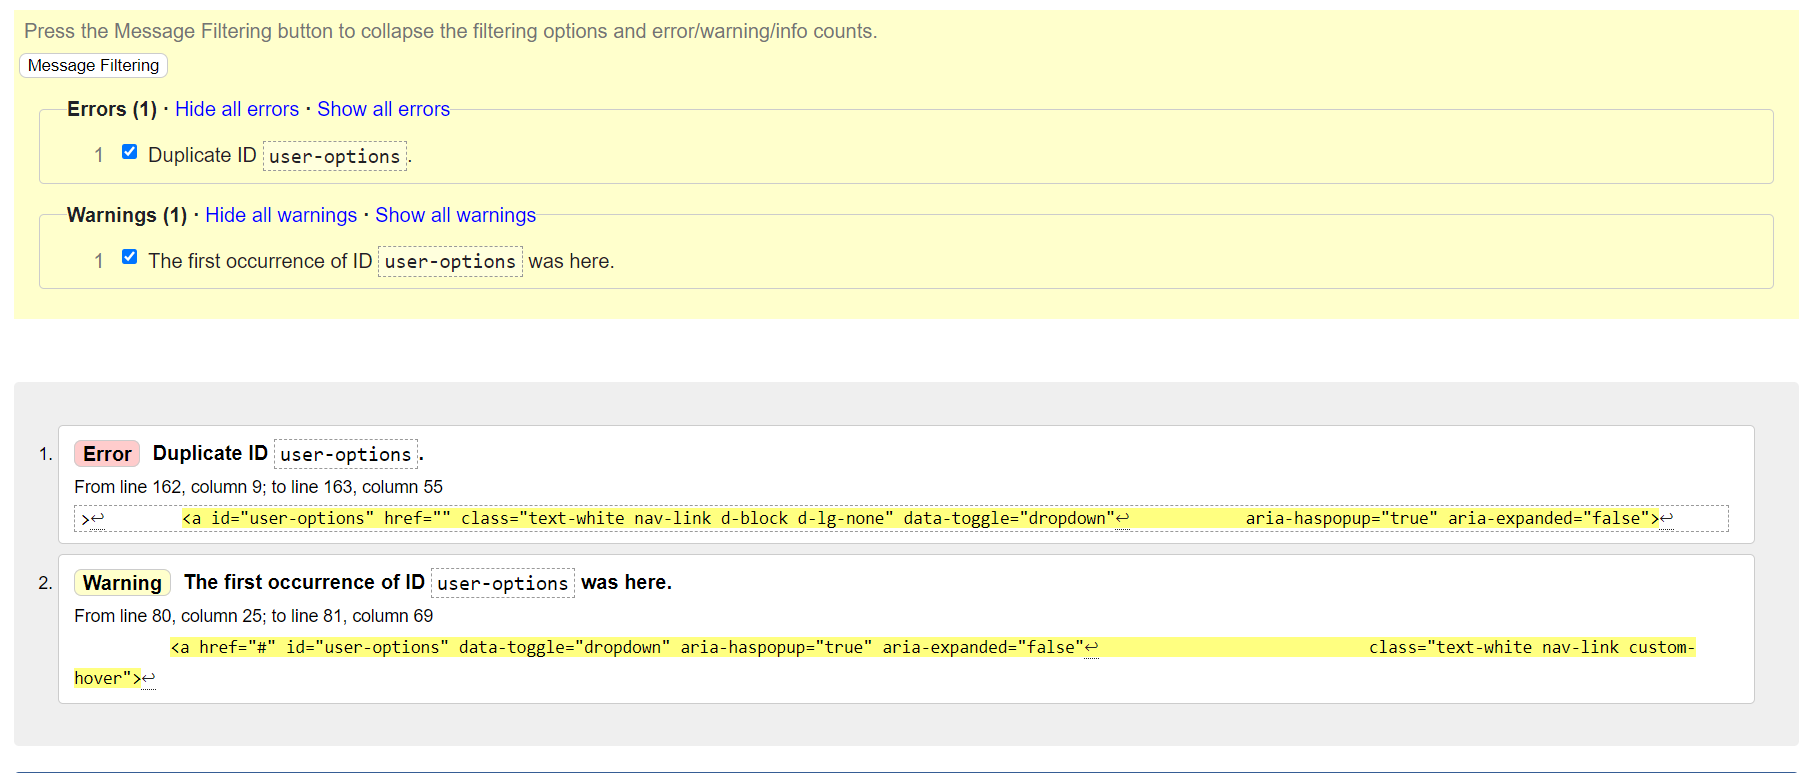 Press the Message Filtering button to collapse the filtering options and error/warning/info counts.
Message Filtering
Errors (1) · Hide all errors · Show all errors
1 Duplicate ID user-options.
Warnings (1) · Hide all warnings · Show all warnings
1 The first occurrence of ID user-options was here.
1. Error Duplicate ID user-options.
From line 162, column 9; to line 163, column 55
>↩ <a id="user-options" href="" class="text-white nav-link d-block d-lg-none" data-toggle="dropdown"↩ aria-haspopup="true" aria-expanded="false">↩
2. Warning The first occurrence of ID user-options was here.
From line 80, column 25; to line 81, column 69
<a href="#" id="user-options" data-toggle="dropdown" aria-haspopup="true" aria-expanded="false"↩ class="text-white nav-link custom-
hover">↩